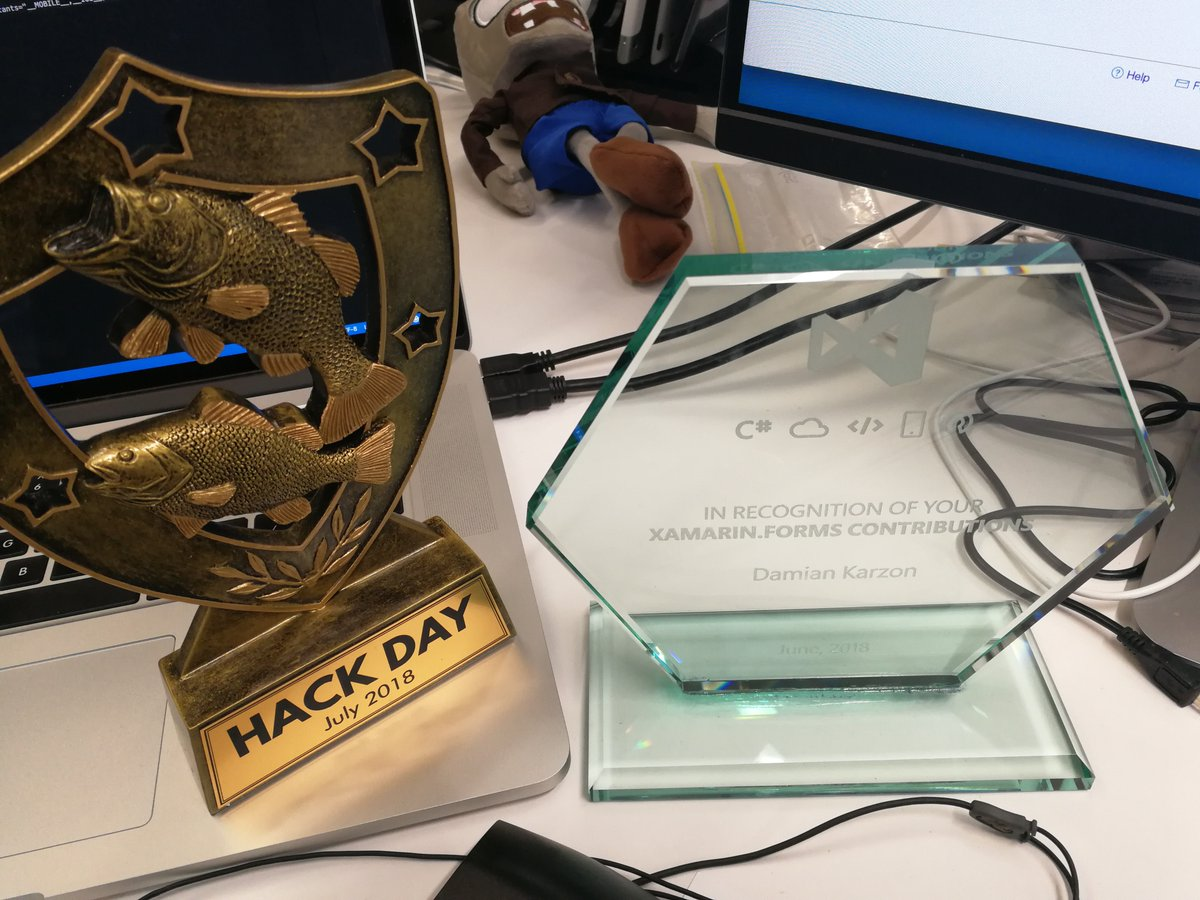 HACK DAY
July 2018
C# </>
IN RECOGNITION OF YOUR
XAMARIN.FORMS CONTRIBUTIONS
Damian Karzon
June, 2018
Help
G
B